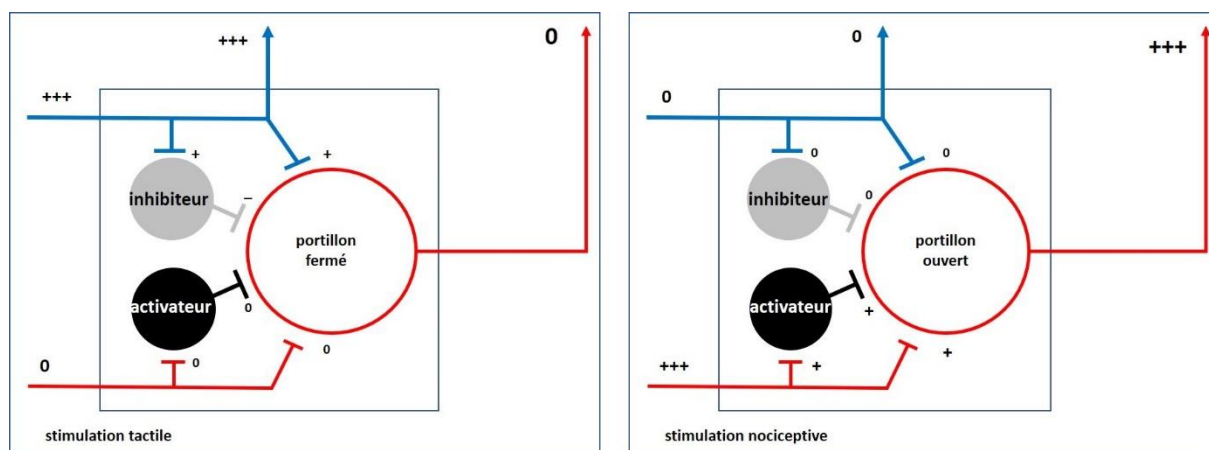 +++
0
+++
+
+
inhibiteur
–
portillon
fermé
activateur
0
0
0
0
stimulation tactile
0
+++
0
0
0
inhibiteur
0
portillon
ouvert
activateur
+
+
+
+++
stimulation nociceptive